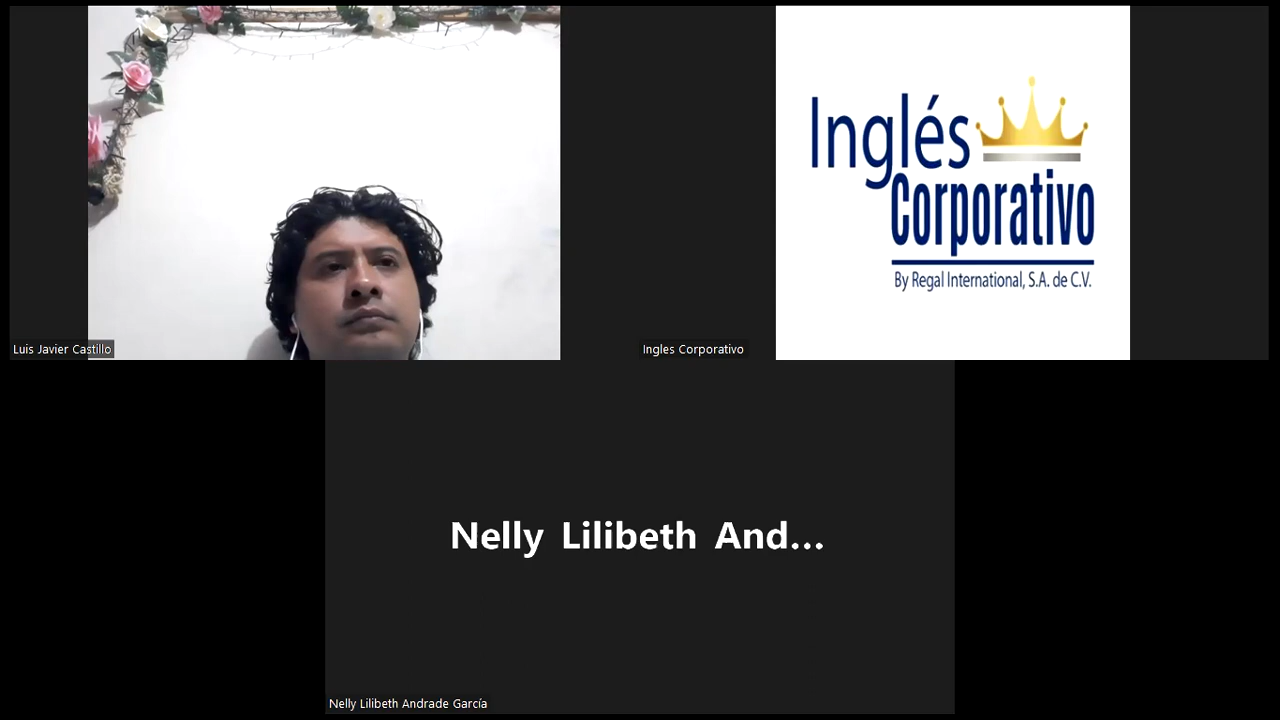 Luis Javier Castillo
Inglés
Corporativo
By Regal International, S.A. de C.V.
Ingles Corporativo
Nelly Lilibeth And...
Nelly Lilibeth Andrade García